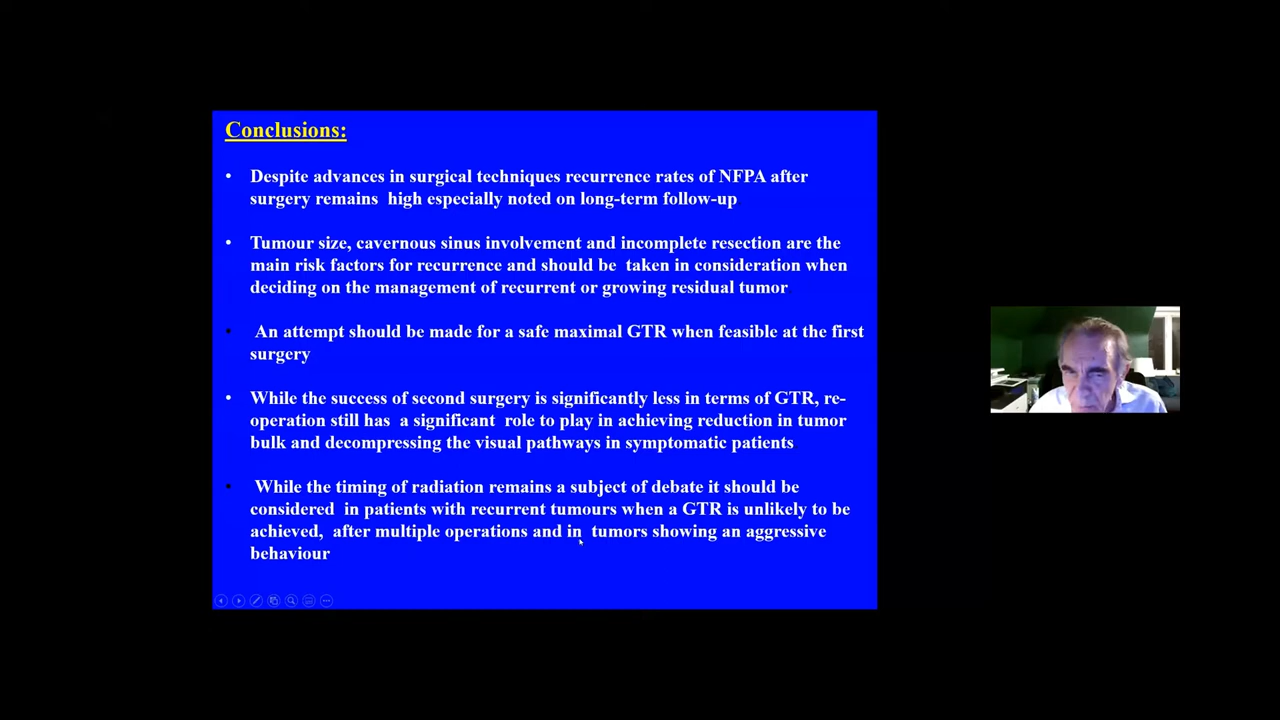 Conclusions:
• Despite advances in surgical techniques recurrence rates of NFPA after
surgery remains high especially noted on long-term follow-up
• Tumour size, cavernous sinus involvement and incomplete resection are the
main risk factors for recurrence and should be taken in consideration when
deciding on the management of recurrent or growing residual tumor
• An attempt should be made for a safe maximal GTR when feasible at the first
surgery
• While the success of second surgery is significantly less in terms of GTR, re-
operation still has a significant role to play in achieving reduction in tumor
bulk and decompressing the visual pathways in symptomatic patients
• While the timing of radiation remains a subject of debate it should be
considered in patients with recurrent tumours when a GTR is unlikely to be
achieved, after multiple operations and in tumors showing an aggressive
behaviour